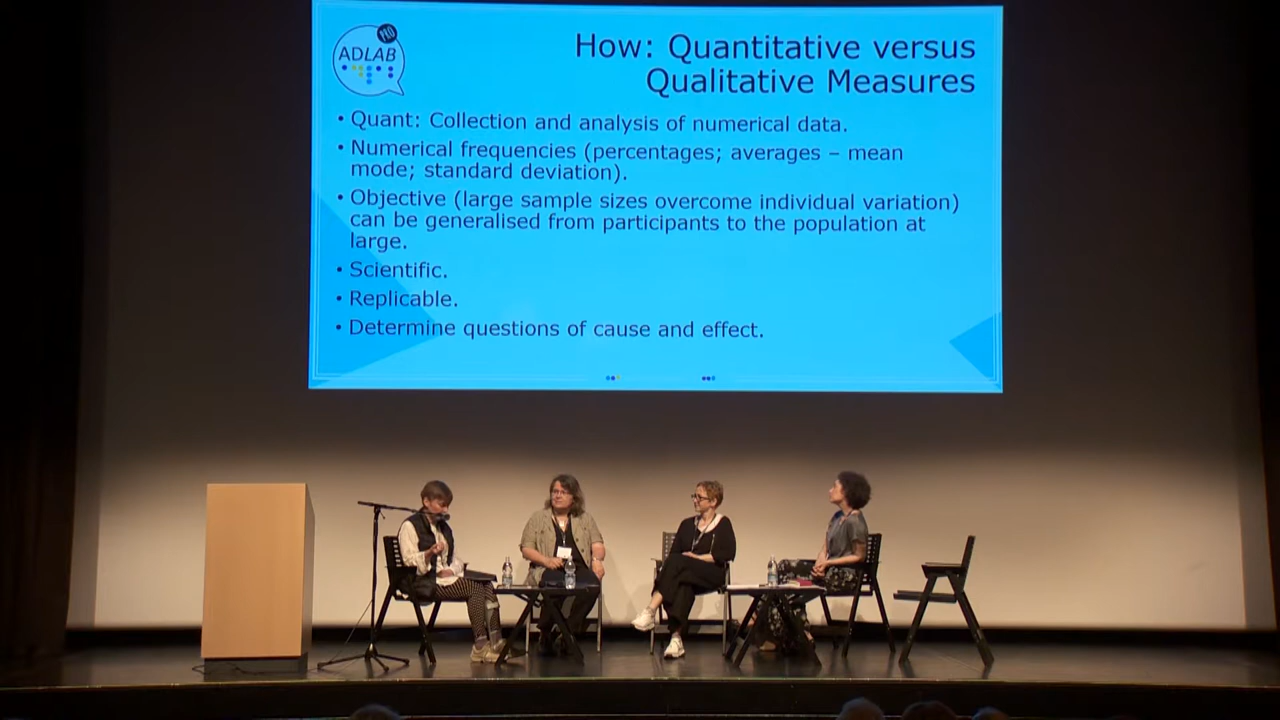 PRO
ADLAB
How: Quantitative versus
Qualitative Measures
• Quant: Collection and analysis of numerical data.
• Numerical frequencies (percentages; averages – mean
mode; standard deviation).
• Objective (large sample sizes overcome individual variation)
can be generalised from participants to the population at
large.
• Scientific.
• Replicable.
• Determine questions of cause and effect.